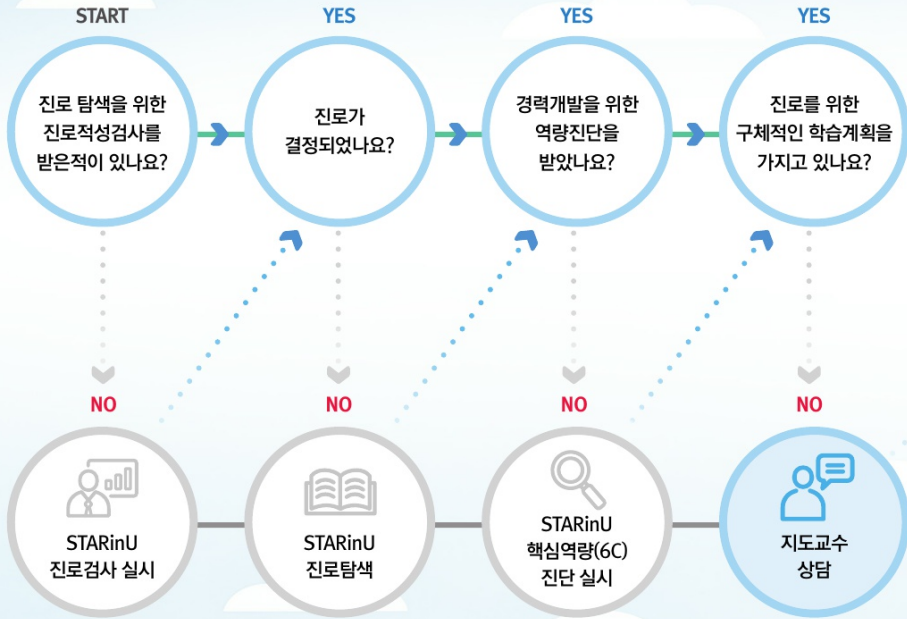 START
YES
YES
YES
진로 탐색을 위한
진로적성검사를
받은적이 있나요?
진로가
결정되었나요?
경력개발을 위한
역량진단을
받았나요?
진로를 위한
구체적인 학습계획을
가지고 있나요?
NO
NO
NO
NO
STARinU
진로검사 실시
STARinU
진로탐색
STARinU
핵심역량(6C)
진단 실시
지도교수
상담